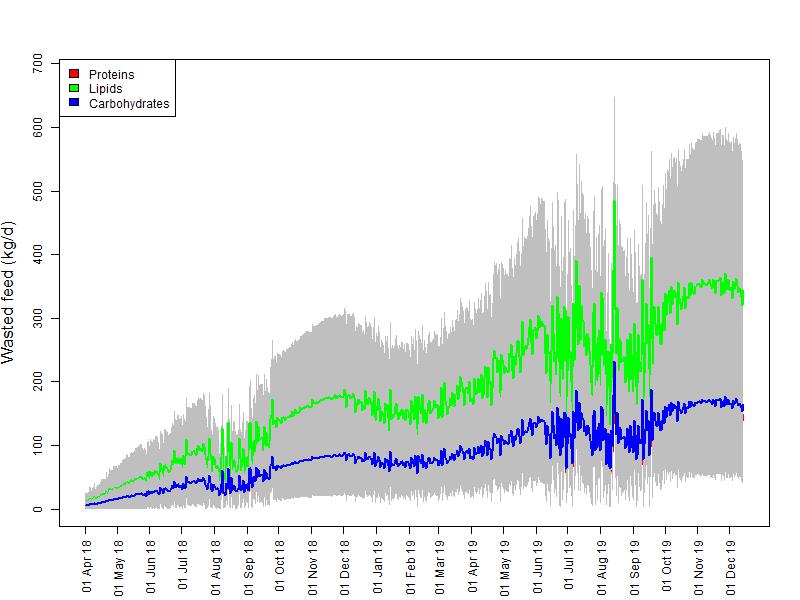 Proteins
Lipids
Carbohydrates
Wasted feed (kg/d)
700
600
500
400
300
200
100
0
01 Apr 18
01 May 18
01 Jun 18
01 Jul 18
01 Aug 18
01 Sep 18
01 Oct 18
01 Nov 18
01 Dec 18
01 Jan 19
01 Feb 19
01 Mar 19
01 Apr 19
01 May 19
01 Jun 19
01 Jul 19
01 Aug 19
01 Sep 19
01 Oct 19
01 Nov 19
01 Dec 19